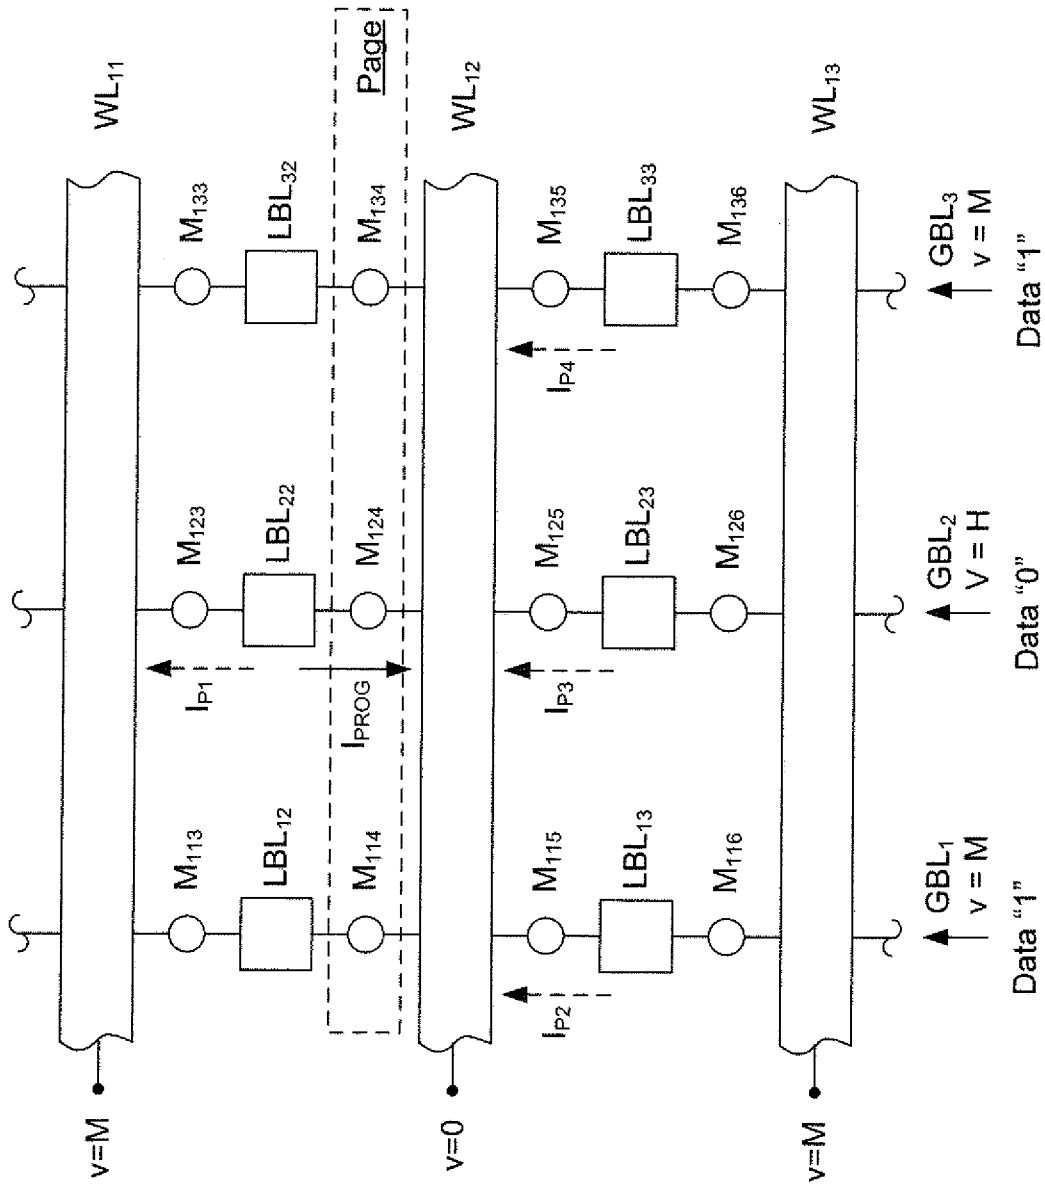 WL11
Page
M133
LBL32
M134
M123
LBL22
M124
IP1
IPROG
M113
LBL12
M114
v=M
WL12
M135
LBL33
M136
IP4
M125
LBL23
M126
IP3
M115
LBL13
M116
IP2
v=0
WL13
v=M
GBL3
v = M
Data “1”
GBL2
V = H
Data “0”
GBL1
v = M
Data “1”